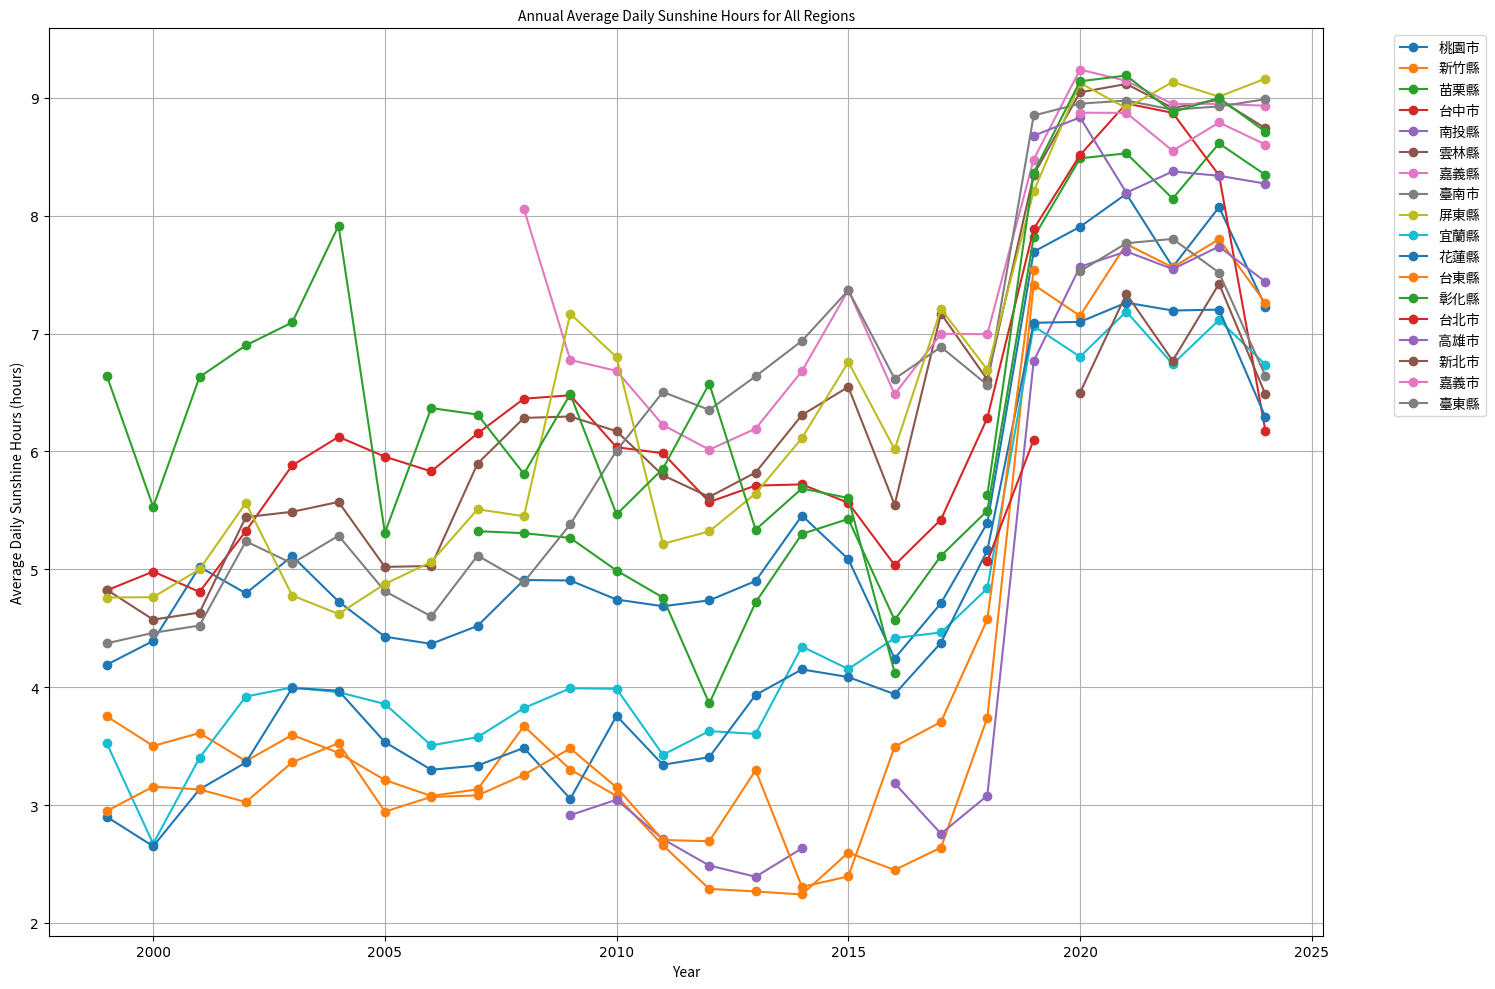 Annual Average Daily Sunshine Hours for All Regions
Average Daily Sunshine Hours (hours)
9
8
7
6
5
4
3
2
2000
2005
2010
2015
2020
2025
Year
桃園市
新竹縣
苗栗縣
台中市
南投縣
雲林縣
嘉義縣
臺南市
屏東縣
宜蘭縣
花蓮縣
台東縣
彰化縣
台北市
高雄市
新北市
嘉義市
臺東縣